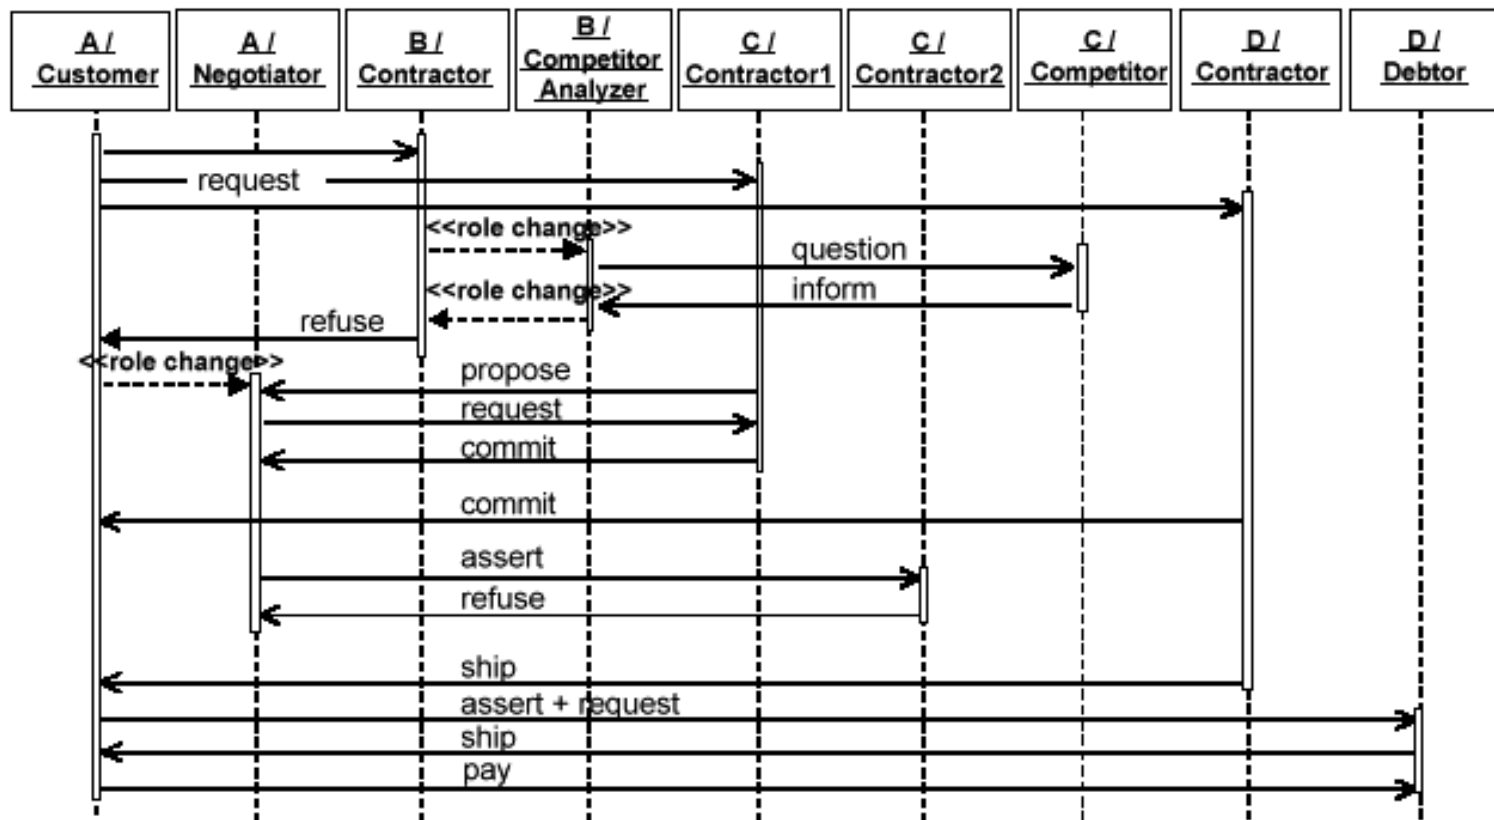 A /
Customer
A /
Negotiator
B /
Contractor
B /
Competitor
Analyzer
C /
Contractor1
C /
Contractor2
C /
Competitor
D /
Contractor
D /
Debtor
request
<<role change>>
question
<<role change>>
inform
refuse
<<role change>>
propose
request
commit
commit
assert
refuse
ship
assert + request
ship
pay